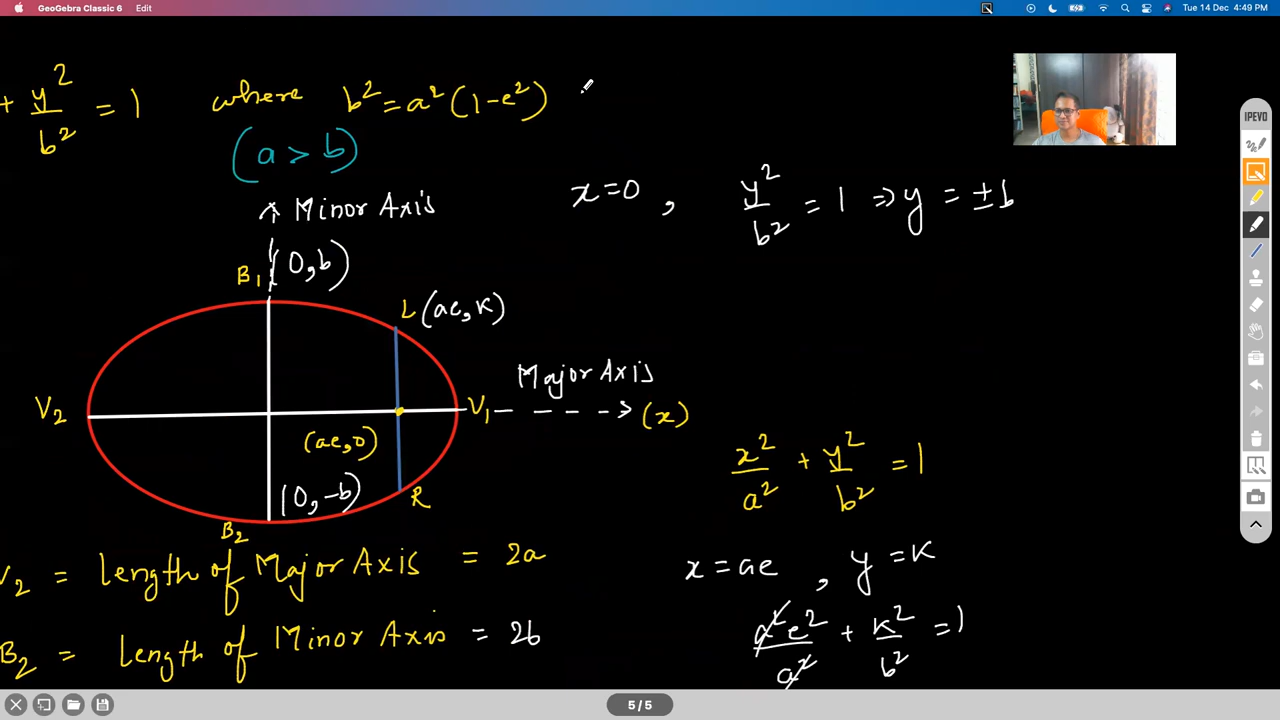 GeoGebra Classic 6 Edit
Tue 14 Dec 4:49 PM
+ y²/b² = 1 where b² = a² (1-e²)
(a > b)
Minor Axis
x=0, y²/b² = 1 ⇒ y = ±b
B₁ (0, b)
L (ae, K)
Major Axis
V₂ V₁ (x)
(ae, 0)
(0, -b)
R
B₂
x²/a² + y²/b² = 1
V₂ = length of Major Axis = 2a
x = ae, y = K
B₂ = length of Minor Axis = 2b
a²e²/a² + K²/b² = 1
IPEVO
5/5